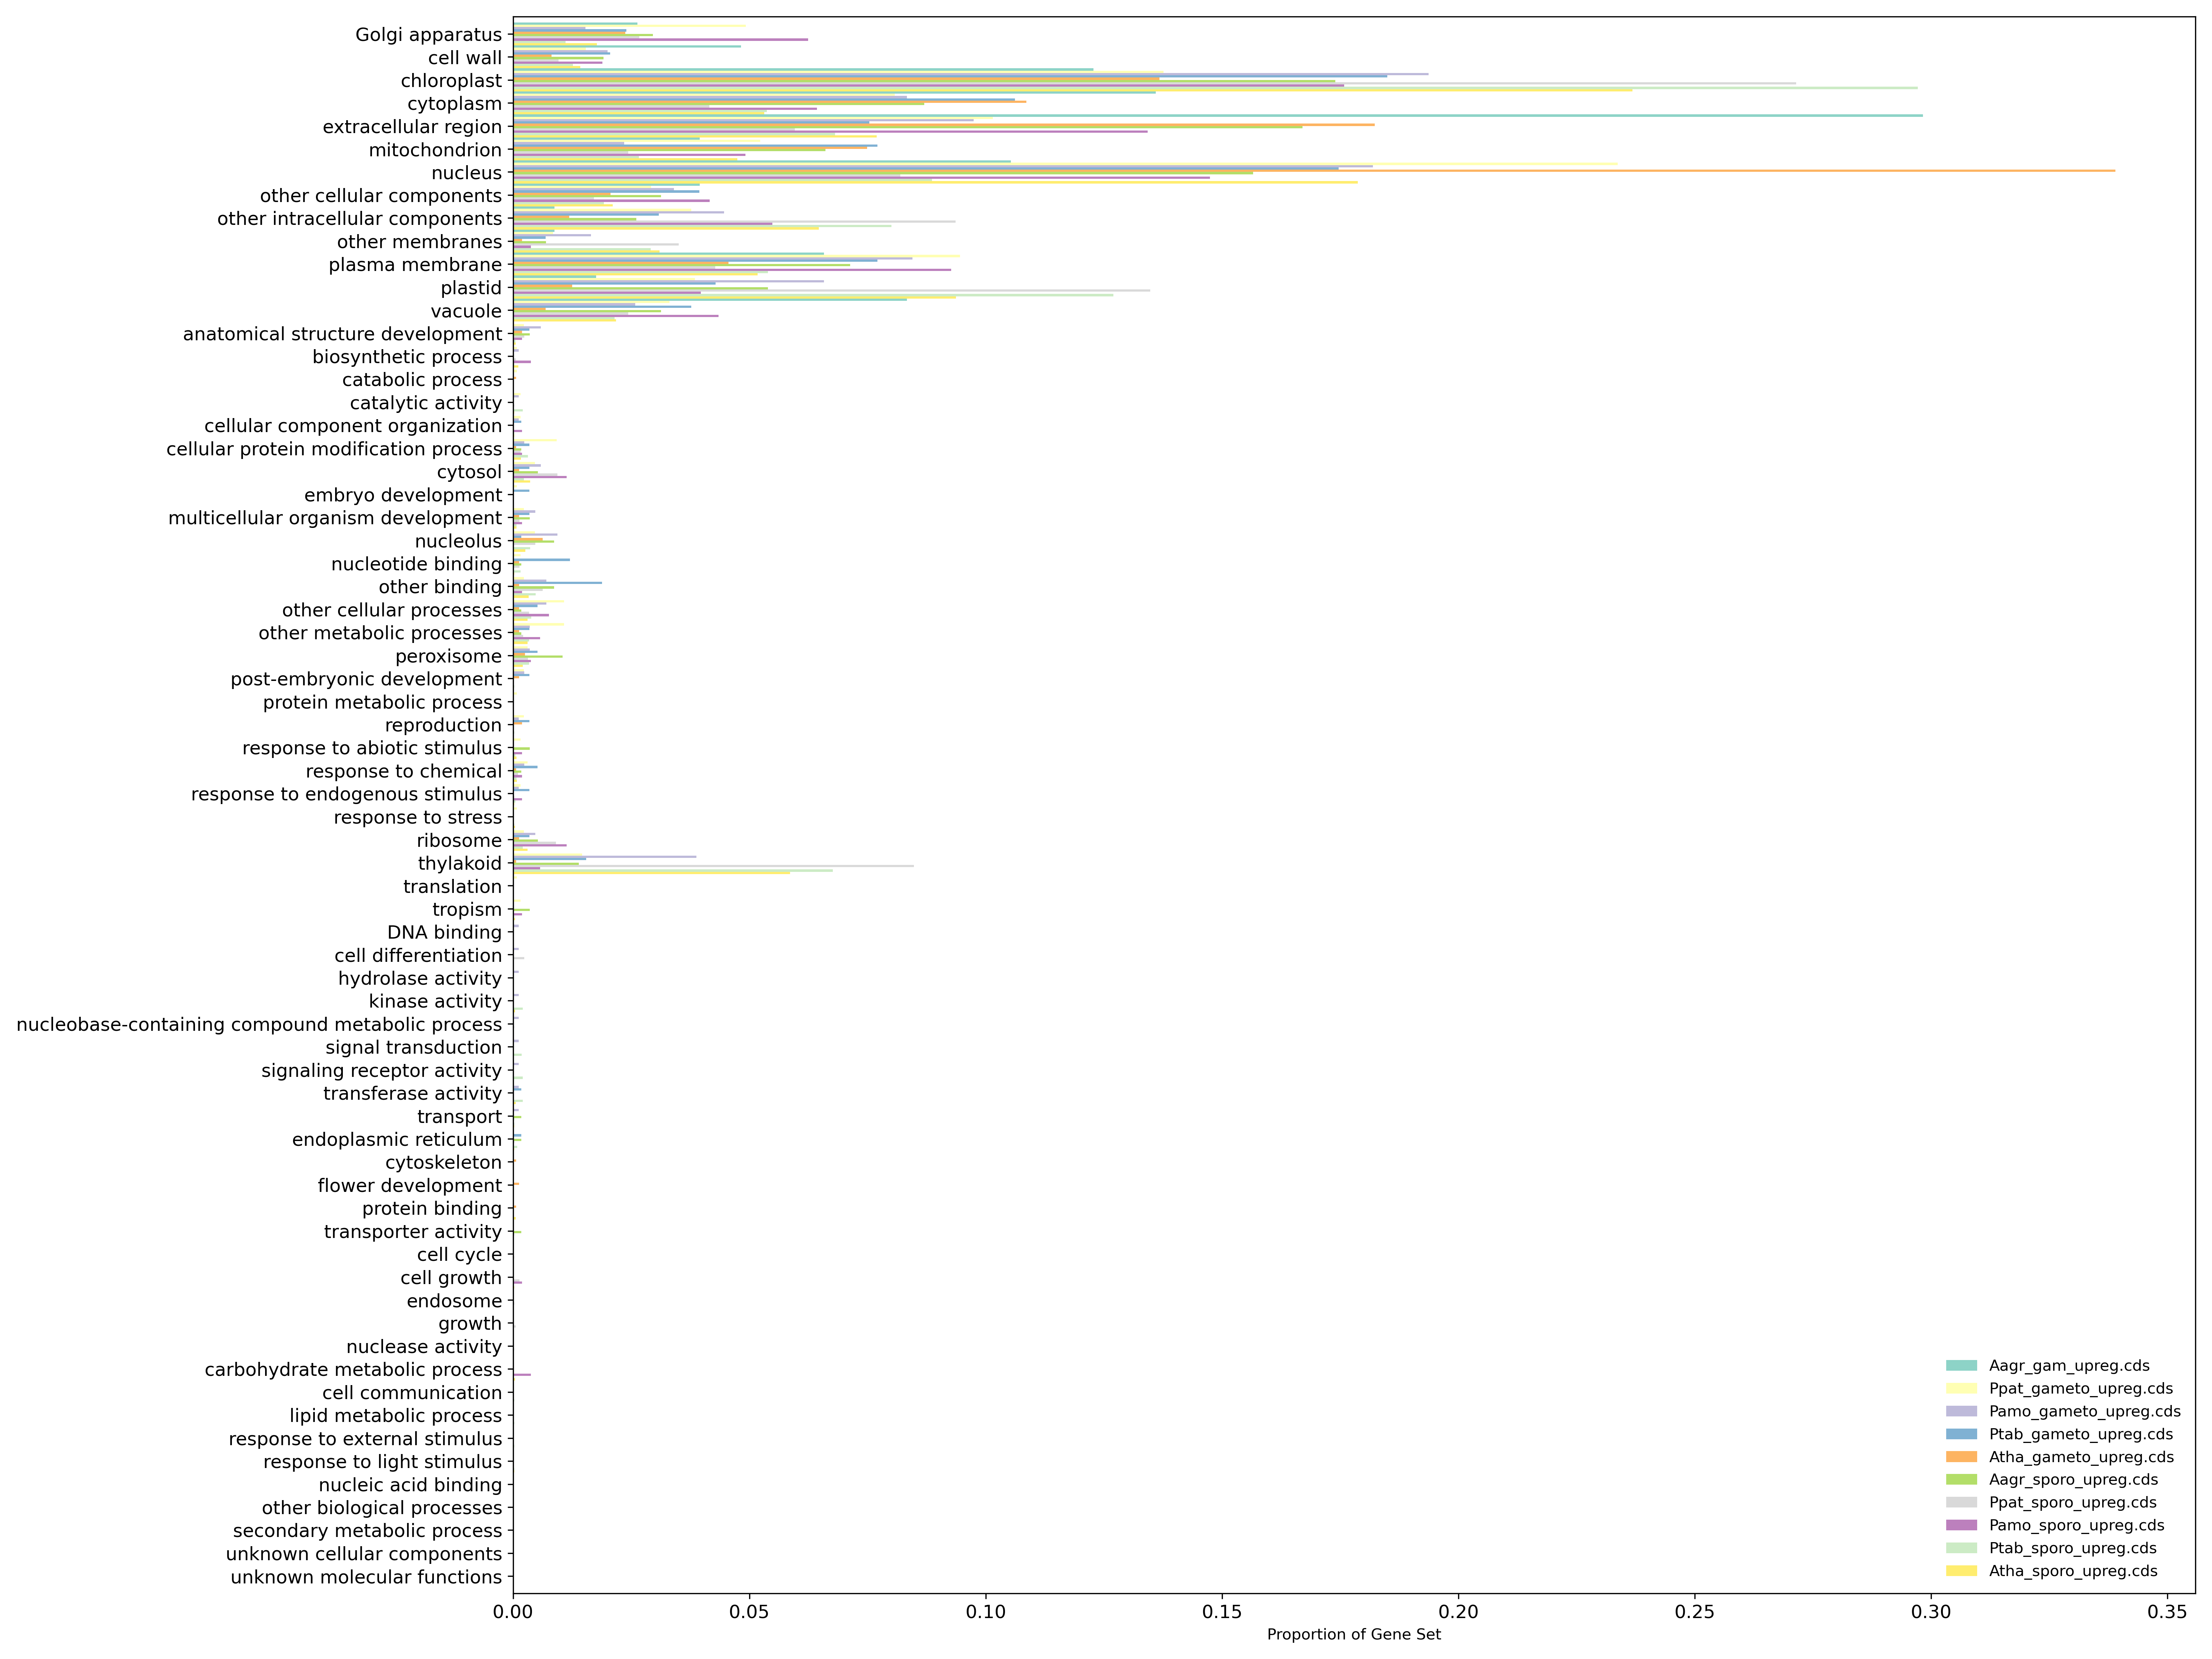 Golgi apparatus
cell wall
chloroplast
cytoplasm
extracellular region
mitochondrion
nucleus
other cellular components
other intracellular components
other membranes
plasma membrane
plastid
vacuole
anatomical structure development
biosynthetic process
catabolic process
catalytic activity
cellular component organization
cellular protein modification process
cytosol
embryo development
multicellular organism development
nucleolus
nucleotide binding
other binding
other cellular processes
other metabolic processes
peroxisome
post-embryonic development
protein metabolic process
reproduction
response to abiotic stimulus
response to chemical
response to endogenous stimulus
response to stress
ribosome
thylakoid
translation
tropism
DNA binding
cell differentiation
hydrolase activity
kinase activity
nucleobase-containing compound metabolic process
signal transduction
signaling receptor activity
transferase activity
transport
endoplasmic reticulum
cytoskeleton
flower development
protein binding
transporter activity
cell cycle
cell growth
endosome
growth
nuclease activity
carbohydrate metabolic process
cell communication
lipid metabolic process
response to external stimulus
response to light stimulus
nucleic acid binding
other biological processes
secondary metabolic process
unknown cellular components
unknown molecular functions
Aagr_gam_upreg.cds
Ppat_gameto_upreg.cds
Pamo_gameto_upreg.cds
Ptab_gameto_upreg.cds
Atha_gameto_upreg.cds
Aagr_sporo_upreg.cds
Ppat_sporo_upreg.cds
Pamo_sporo_upreg.cds
Ptab_sporo_upreg.cds
Atha_sporo_upreg.cds
0.00 0.05 0.10 0.15 0.20 0.25 0.30 0.35
Proportion of Gene Set